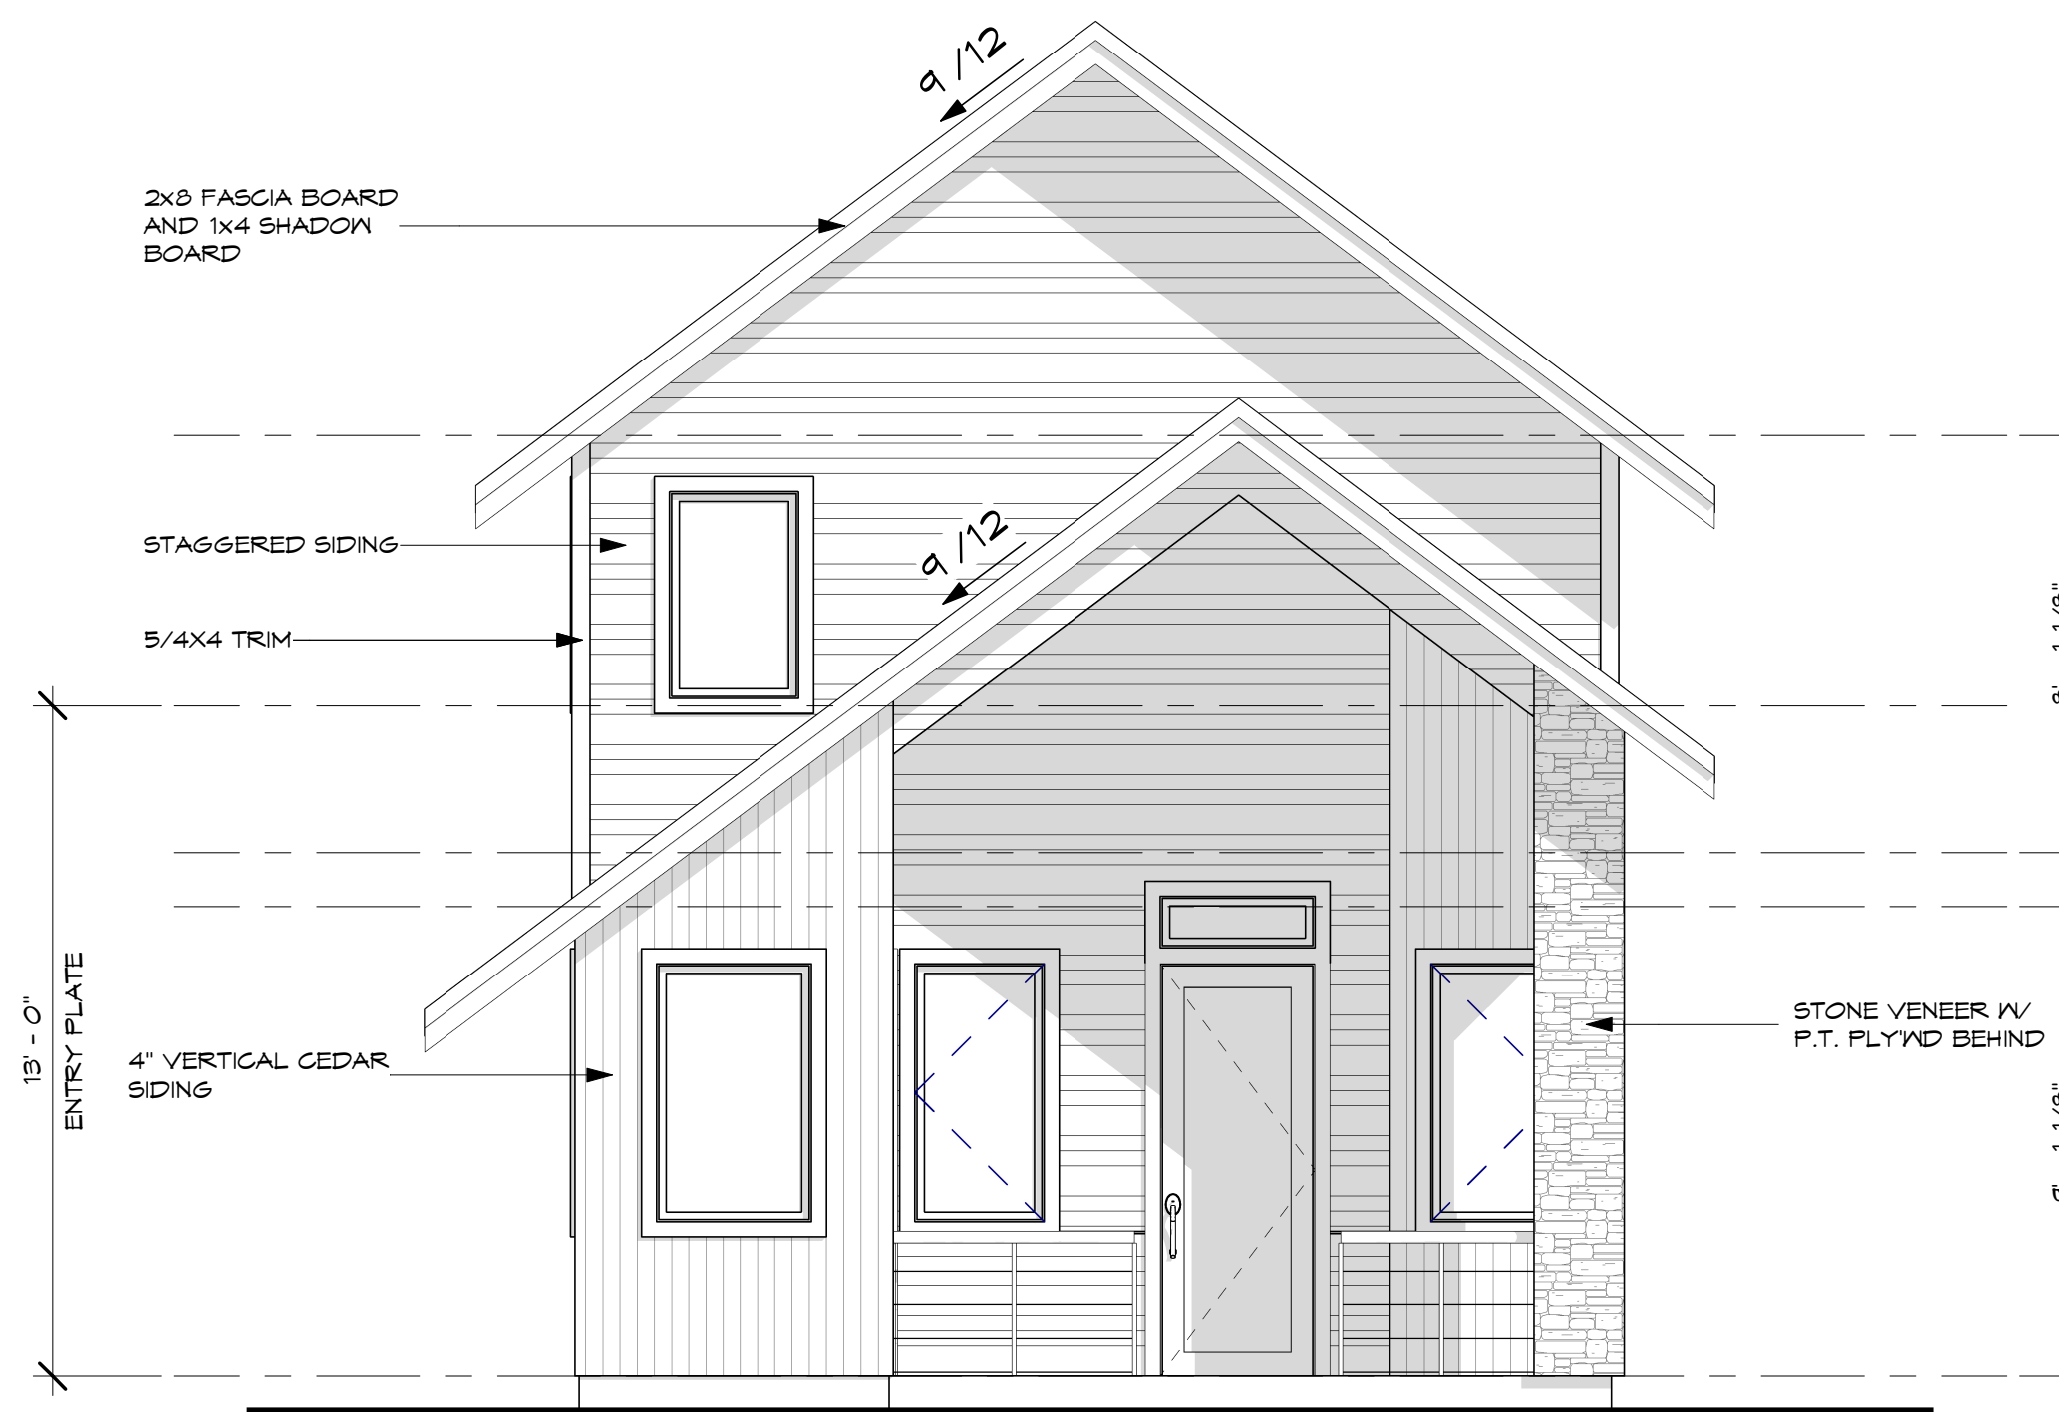 9 /12
2x8 FASCIA BOARD
AND 1x4 SHADOW
BOARD
STAGGERED SIDING
9 /12
5/4X4 TRIM
13' - 0"
ENTRY PLATE
4" VERTICAL CEDAR
SIDING
STONE VENEER W/
P.T. PLY'WD BEHIND